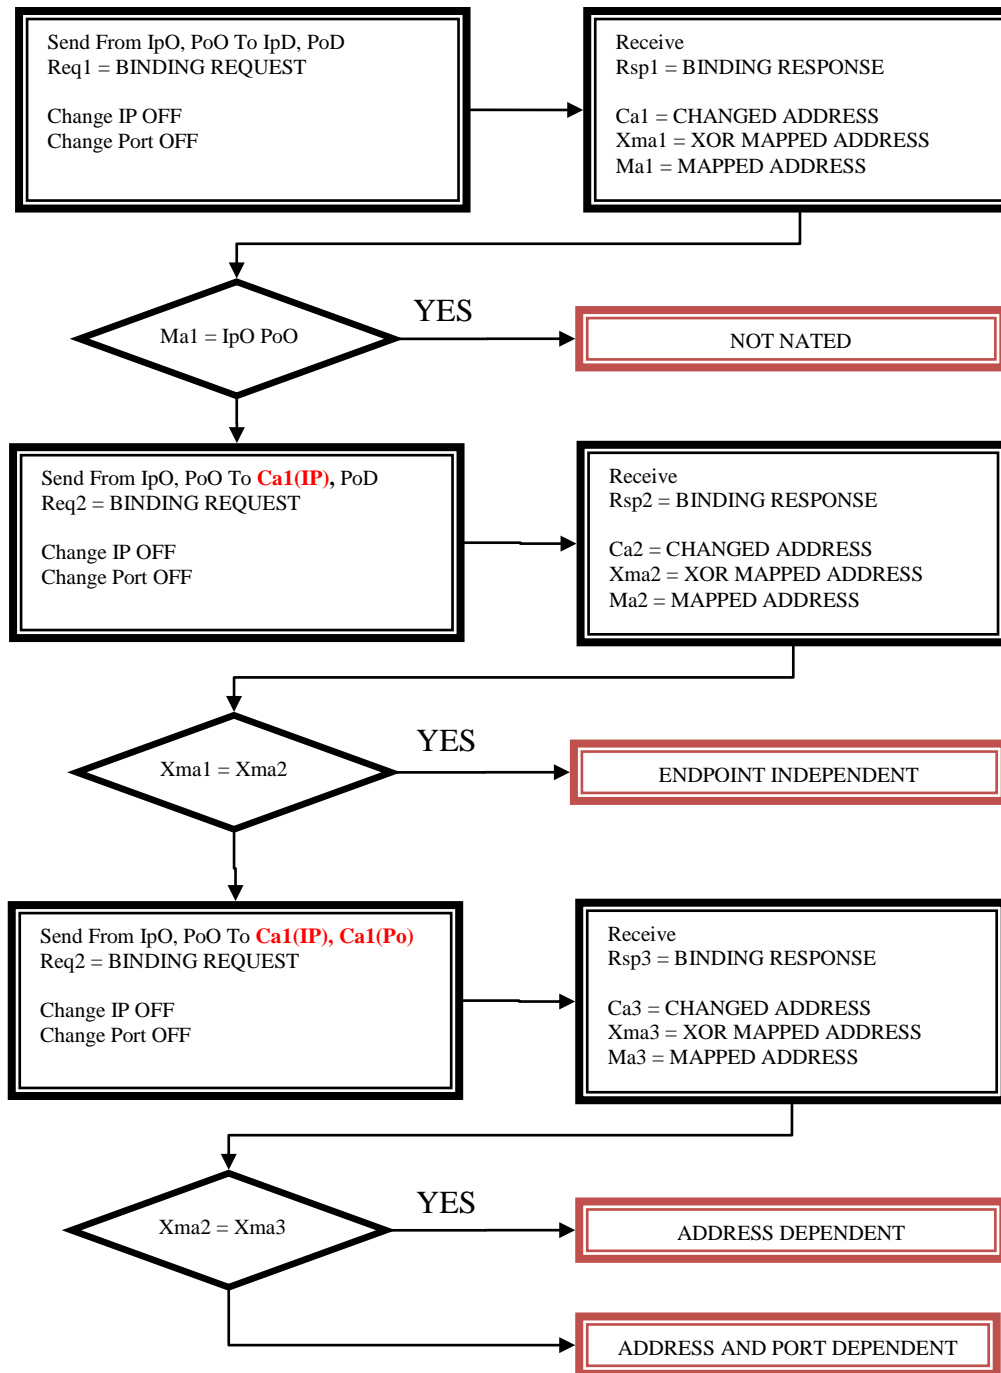 Send From IpO, PoO To IpD, PoD
Req1 = BINDING REQUEST
Change IP OFF
Change Port OFF
Receive
Rsp1 = BINDING RESPONSE
Ca1 = CHANGED ADDRESS
Xma1 = XOR MAPPED ADDRESS
Ma1 = MAPPED ADDRESS
Ma1 = IpO PoO
YES
NOT NATED
Send From IpO, PoO To Ca1(IP), PoD
Req2 = BINDING REQUEST
Change IP OFF
Change Port OFF
Receive
Rsp2 = BINDING RESPONSE
Ca2 = CHANGED ADDRESS
Xma2 = XOR MAPPED ADDRESS
Ma2 = MAPPED ADDRESS
Xma1 = Xma2
YES
ENDPOINT INDEPENDENT
Send From IpO, PoO To Ca1(IP), Ca1(Po)
Req2 = BINDING REQUEST
Change IP OFF
Change Port OFF
Receive
Rsp3 = BINDING RESPONSE
Ca3 = CHANGED ADDRESS
Xma3 = XOR MAPPED ADDRESS
Ma3 = MAPPED ADDRESS
Xma2 = Xma3
YES
ADDRESS DEPENDENT
ADDRESS AND PORT DEPENDENT